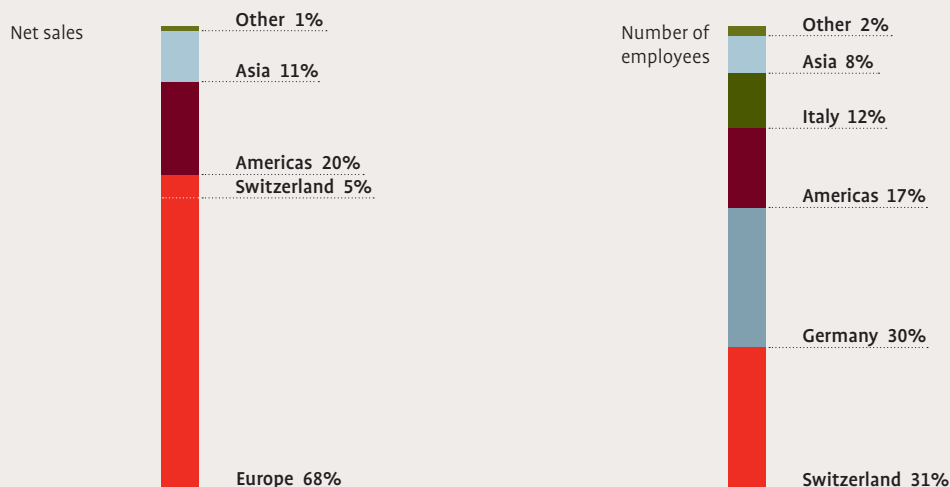 Net sales
Other 1%
Asia 11%
Americas 20%
Switzerland 5%
Europe 68%
Number of
employees
Other 2%
Asia 8%
Italy 12%
Americas 17%
Germany 30%
Switzerland 31%